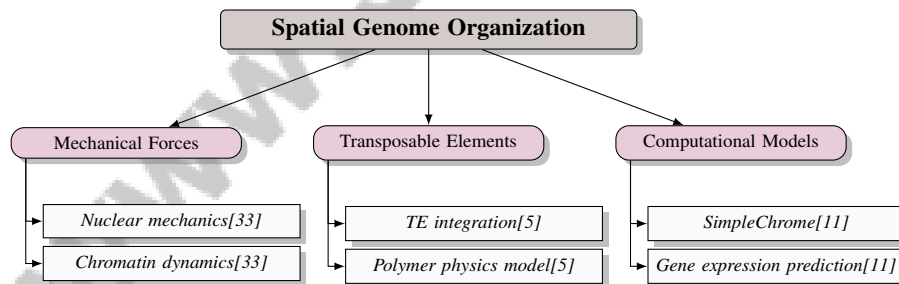 Spatial Genome Organization
Mechanical Forces
Transposable Elements
Computational Models
Nuclear mechanics[33]
TE integration[5]
SimpleChrome[11]
Chromatin dynamics[33]
Polymer physics model[5]
Gene expression prediction[11]